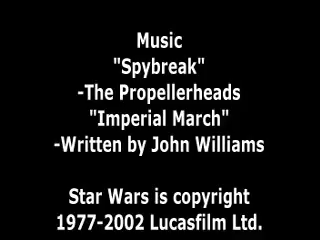 Music
"Spybreak"
-The Propellerheads
"Imperial March"
-Written by John Williams
Star Wars is copyright
1977-2002 Lucasfilm Ltd.